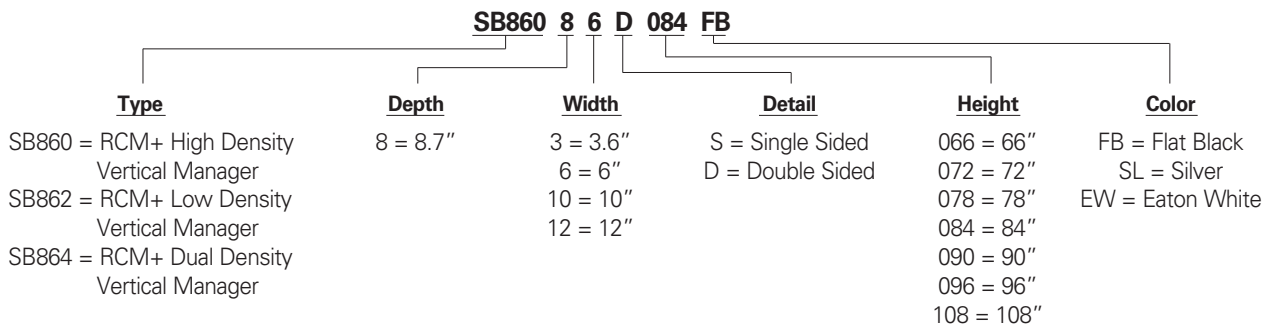 SB860 8 6 D 084 FB
Type
SB860 = RCM+ High Density
Vertical Manager
SB862 = RCM+ Low Density
Vertical Manager
SB864 = RCM+ Dual Density
Vertical Manager
Depth
8 = 8.7"
Width
3 = 3.6"
6 = 6"
10 = 10"
12 = 12"
Detail
S = Single Sided
D = Double Sided
Height
066 = 66"
072 = 72"
078 = 78"
084 = 84"
090 = 90"
096 = 96"
108 = 108"
Color
FB = Flat Black
SL = Silver
EW = Eaton White